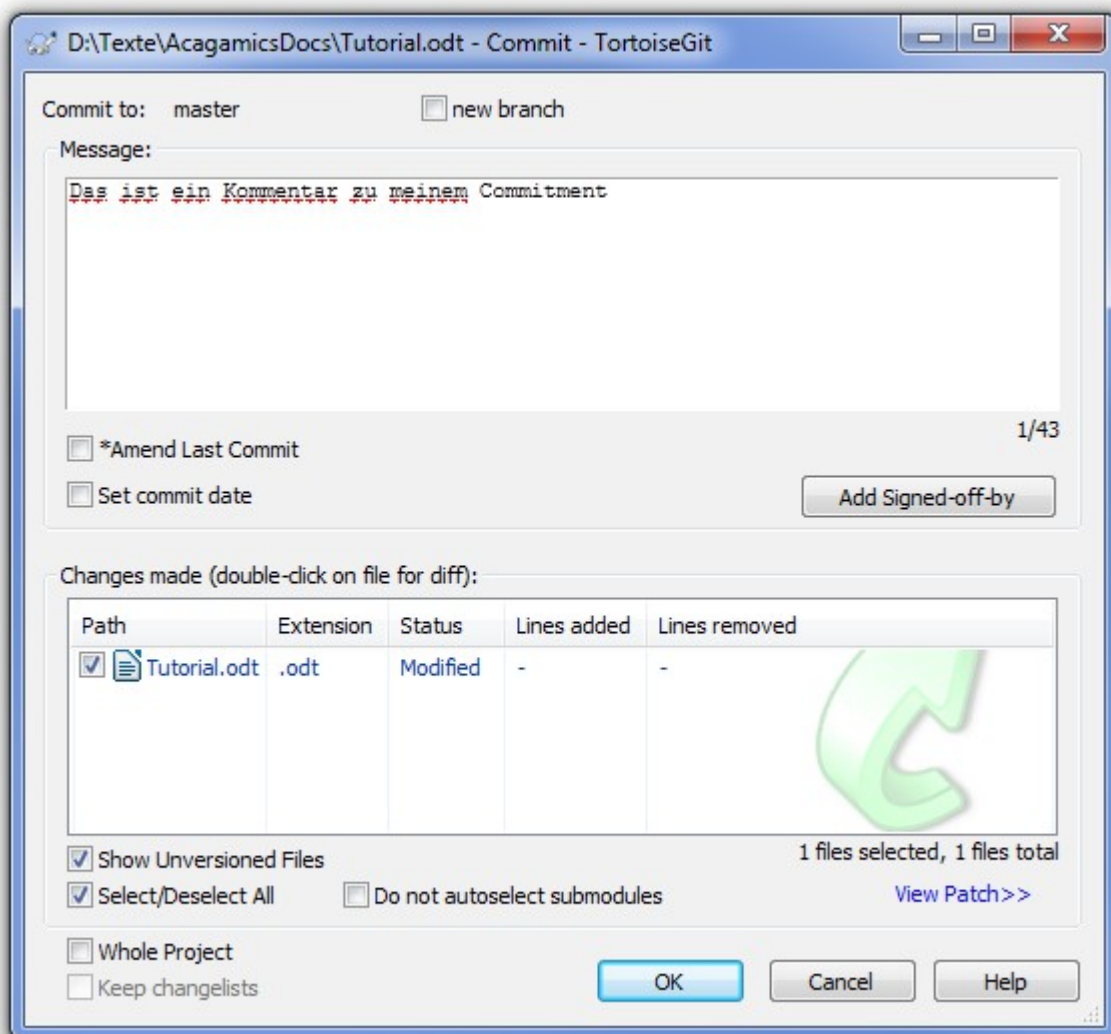 D:\Texte\AcagamicsDocs\Tutorial.odt - Commit - TortoiseGit
Commit to: master new branch
Message:
Das ist ein Kommentar zu meinem Commitment
1/43
*Amend Last Commit
Set commit date Add Signed-off-by
Changes made (double-click on file for diff):
Path Extension Status Lines added Lines removed
Tutorial.odt .odt Modified - -
Show Unversioned Files 1 files selected, 1 files total
Select/Deselect All Do not autoselect submodules View Patch>>
Whole Project
Keep changelists OK Cancel Help